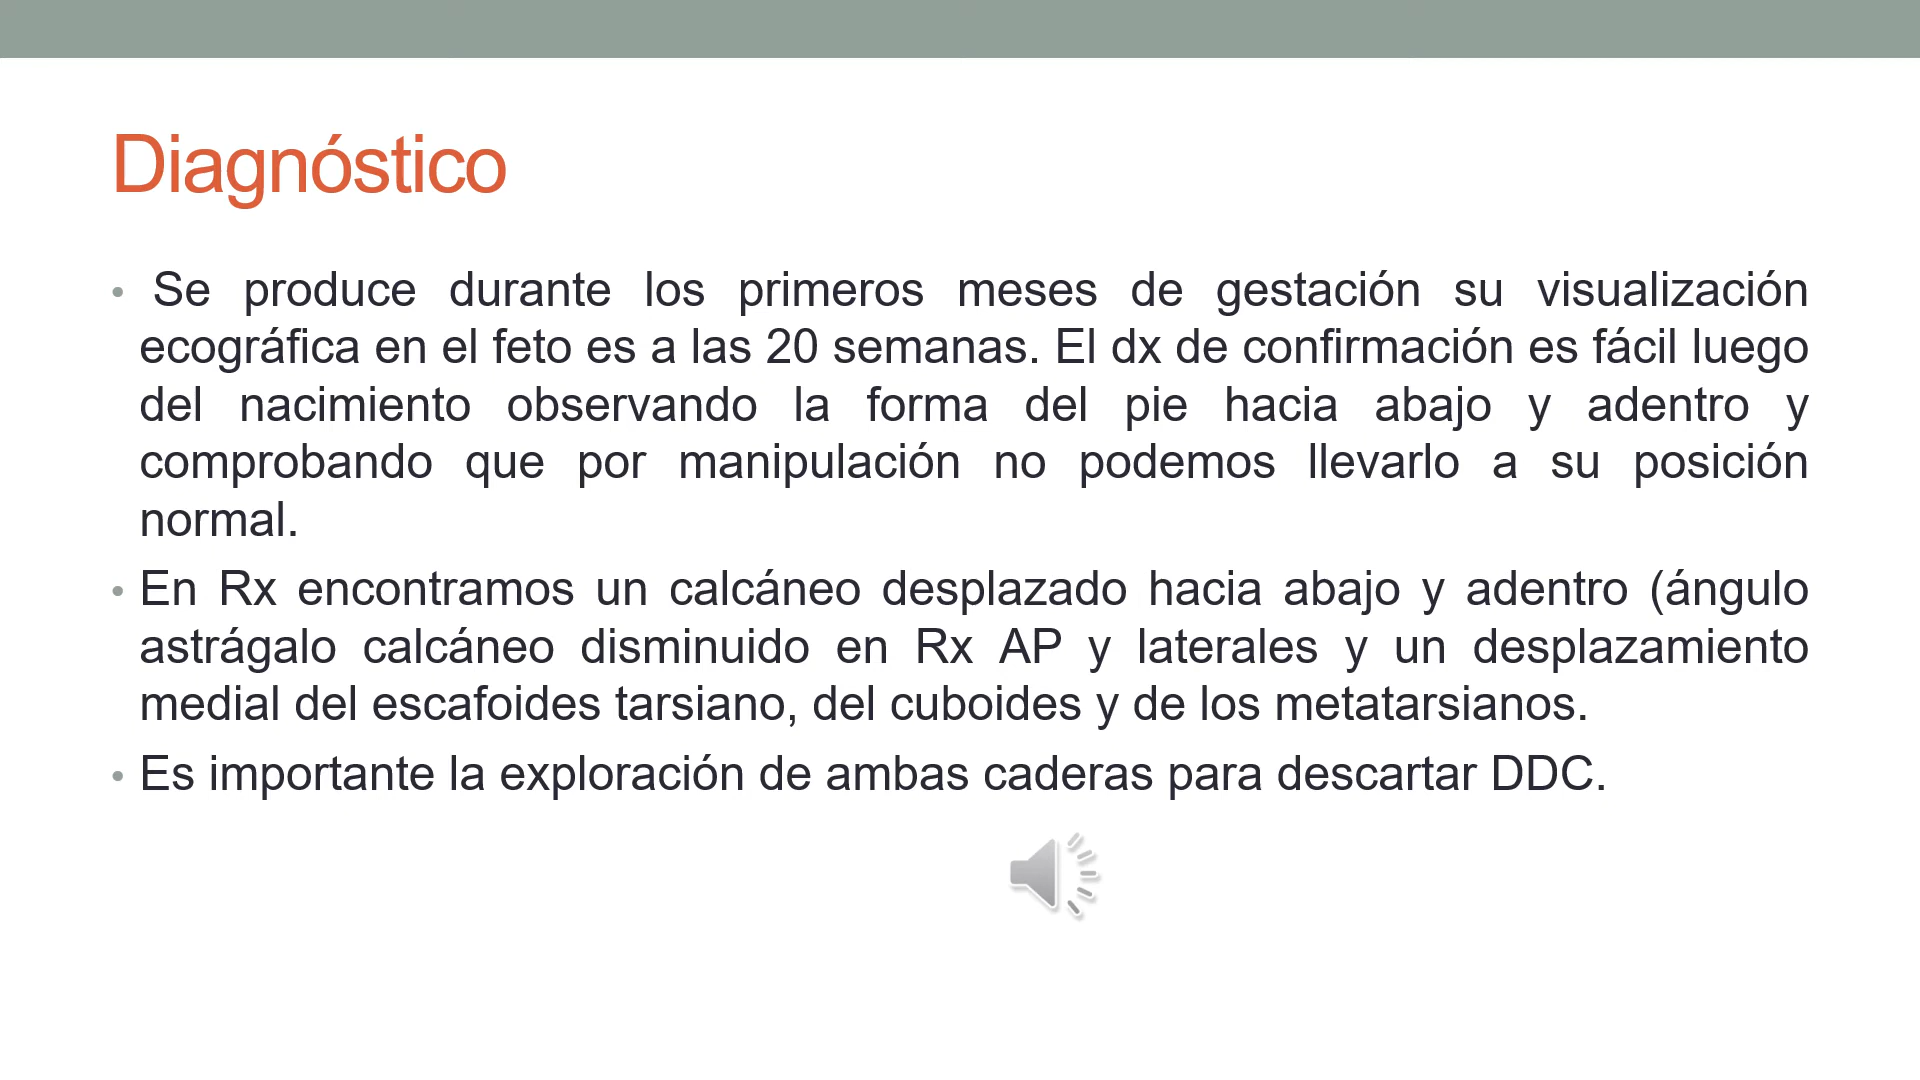 Diagnóstico
• Se produce durante los primeros meses de gestación su visualización
ecográfica en el feto es a las 20 semanas. El dx de confirmación es fácil luego
del nacimiento observando la forma del pie hacia abajo y adentro y
comprobando que por manipulación no podemos llevarlo a su posición
normal.
• En Rx encontramos un calcáneo desplazado hacia abajo y adentro (ángulo
astrágalo calcáneo disminuido en Rx AP y laterales y un desplazamiento
medial del escafoides tarsiano, del cuboides y de los metatarsianos.
• Es importante la exploración de ambas caderas para descartar DDC.